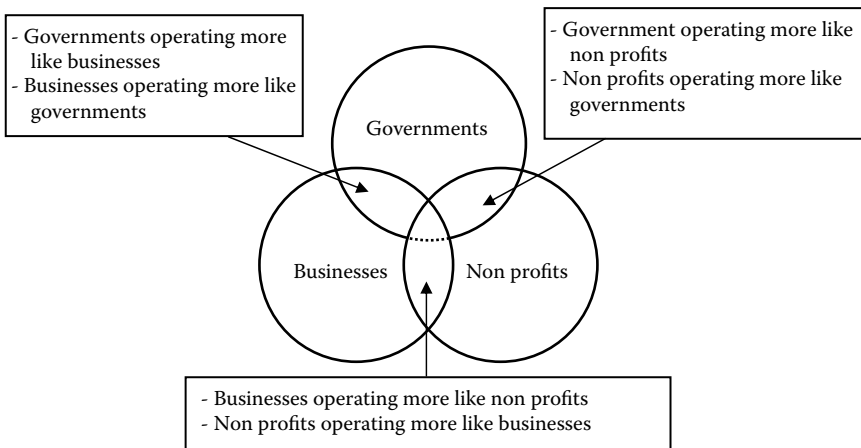 - Governments operating more
like businesses
- Businesses operating more like
governments
- Government operating more like
non profits
- Non profits operating more like
governments
Governments
Businesses
Non profits
- Businesses operating more like non profits
- Non profits operating more like businesses